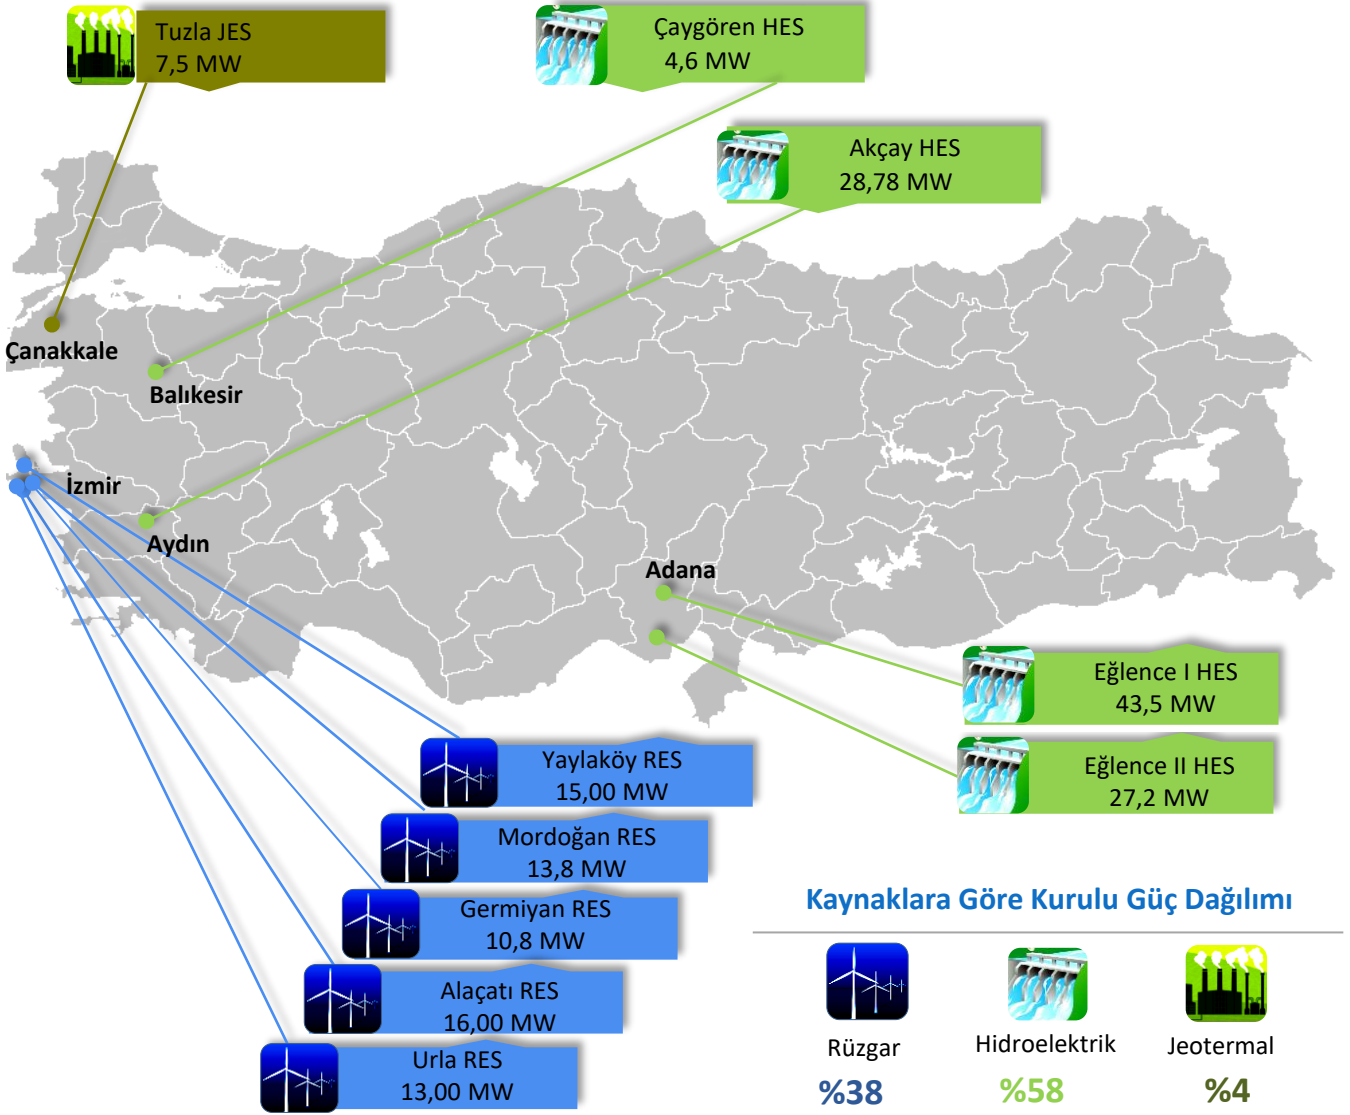 Tuzla JES
7,5 MW
Çaygören HES
4,6 MW
Akçay HES
28,78 MW
Çanakkale
Balıkesir
İzmir
Aydın
Adana
Eğlence I HES
43,5 MW
Eğlence II HES
27,2 MW
Yaylaköy RES
15,00 MW
Mordoğan RES
13,8 MW
Germiyan RES
10,8 MW
Alaçatı RES
16,00 MW
Urla RES
13,00 MW
Kaynaklara Göre Kurulu Güç Dağılımı
Rüzgar
Hidroelektrik
Jeotermal
%38
%58
%4